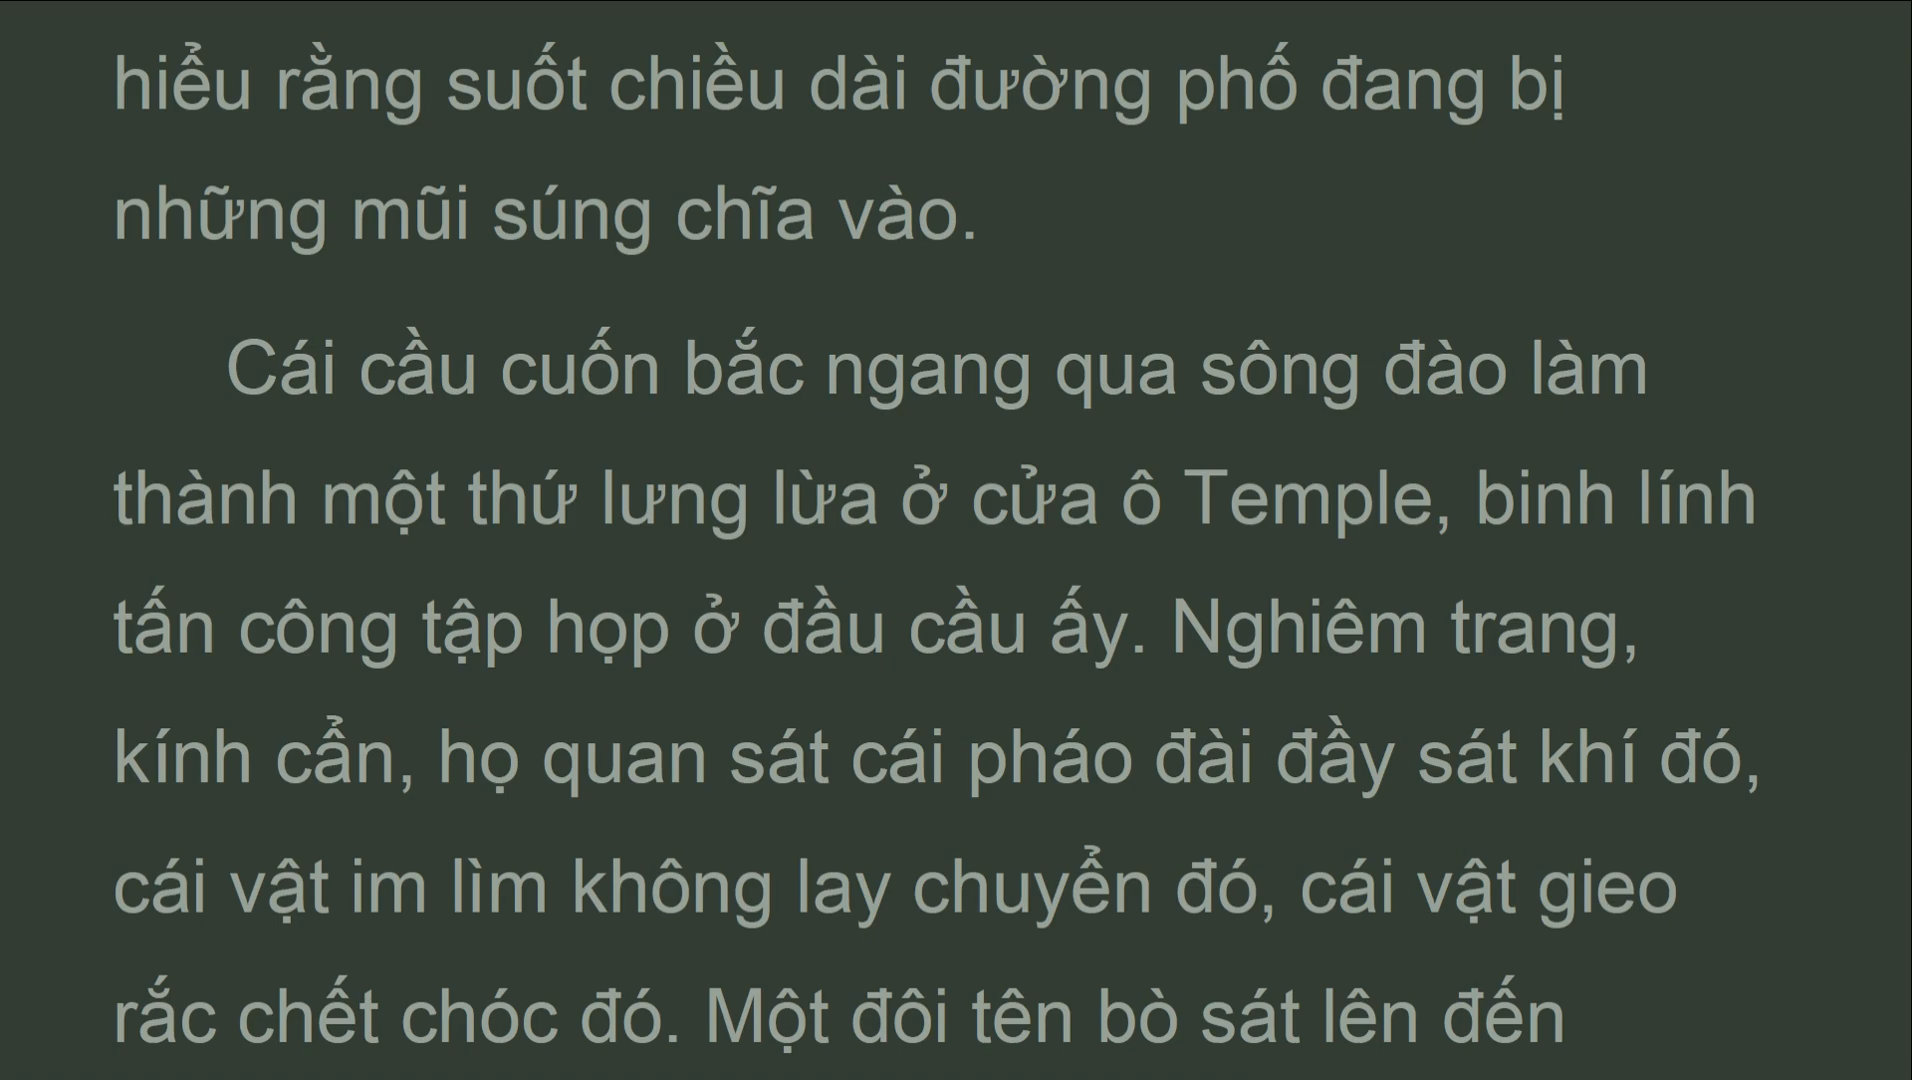 hiểu rằng suốt chiều dài đường phố đang bị
những mũi súng chĩa vào.
Cái cầu cuốn bắc ngang qua sông đào làm
thành một thứ lưng lừa ở cửa ô Temple, binh lính
tấn công tập họp ở đầu cầu ấy. Nghiêm trang,
kính cẩn, họ quan sát cái pháo đài đầy sát khí đó,
cái vật im lìm không lay chuyển đó, cái vật gieo
rắc chết chóc đó. Một đôi tên bò sát lên đến